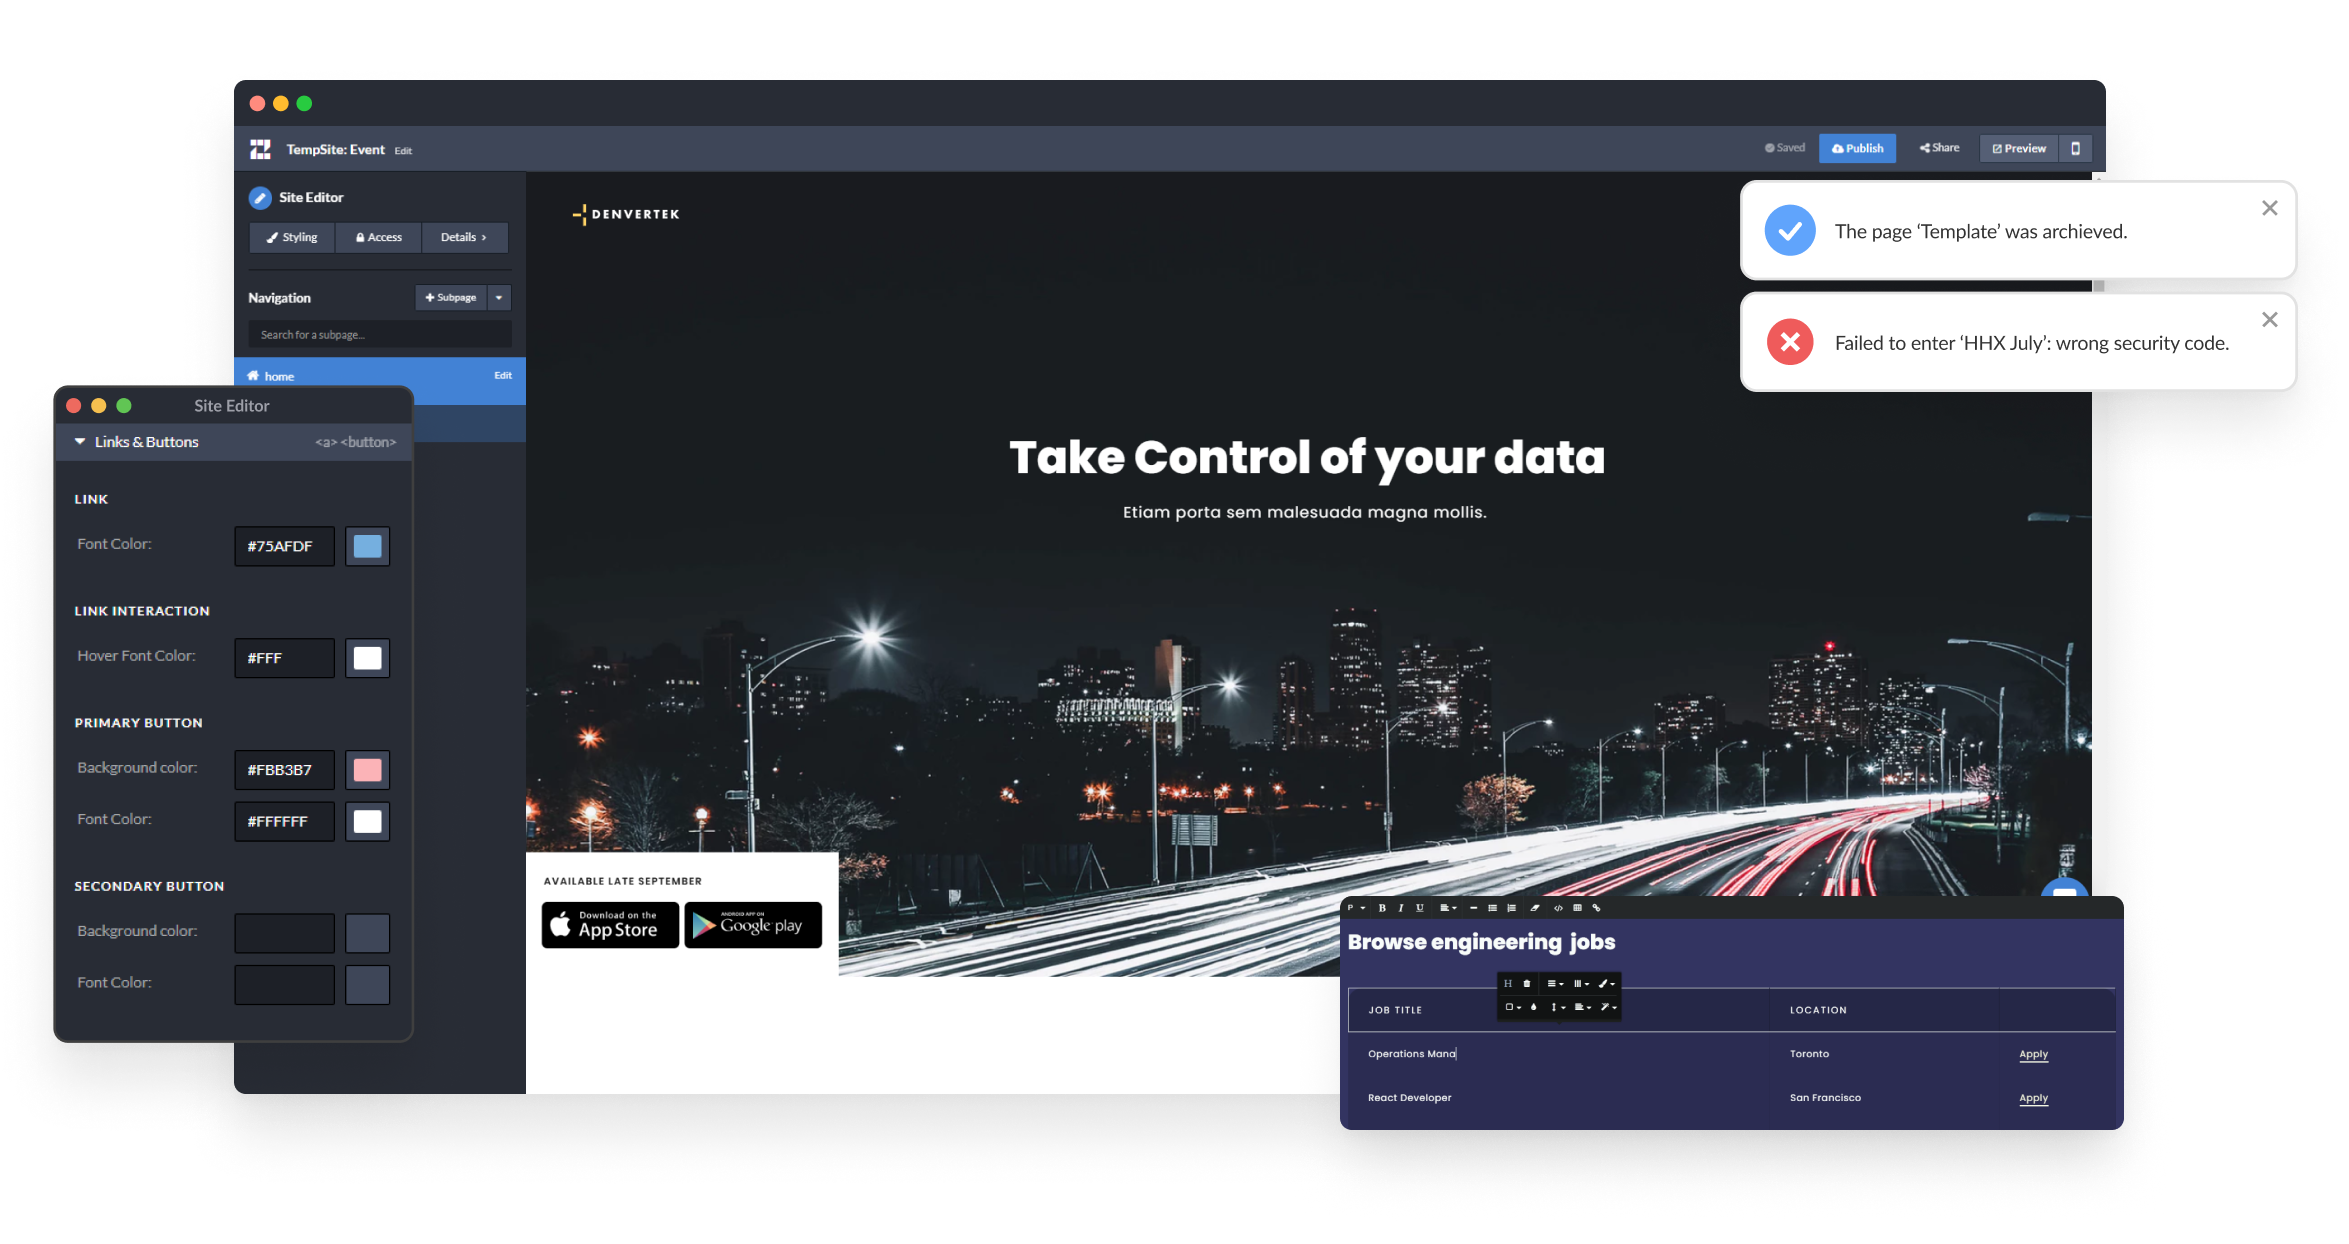 TempSite: Event Edit
Saved Publish Share Preview
Site Editor
Styling Access Details ›
Navigation + Subpage
Search for a subpage...
home Edit
DENVERTEK
The page ‘Template’ was archieved.
Failed to enter ‘HHX July’: wrong security code.
Site Editor
Links & Buttons <a> <button>
LINK
Font Color: #75AFDF
LINK INTERACTION
Hover Font Color: #FFF
PRIMARY BUTTON
Background color: #FBB3B7
Font Color: #FFFFFF
SECONDARY BUTTON
Background color:
Font Color:
Take Control of your data
Etiam porta sem malesuada magna mollis.
AVAILABLE LATE SEPTEMBER
Download on the
App Store
ANDROID APP ON
Google play
P B I U
Browse engineering jobs
H
JOB TITLE LOCATION
Operations Mana Toronto Apply
React Developer San Francisco Apply